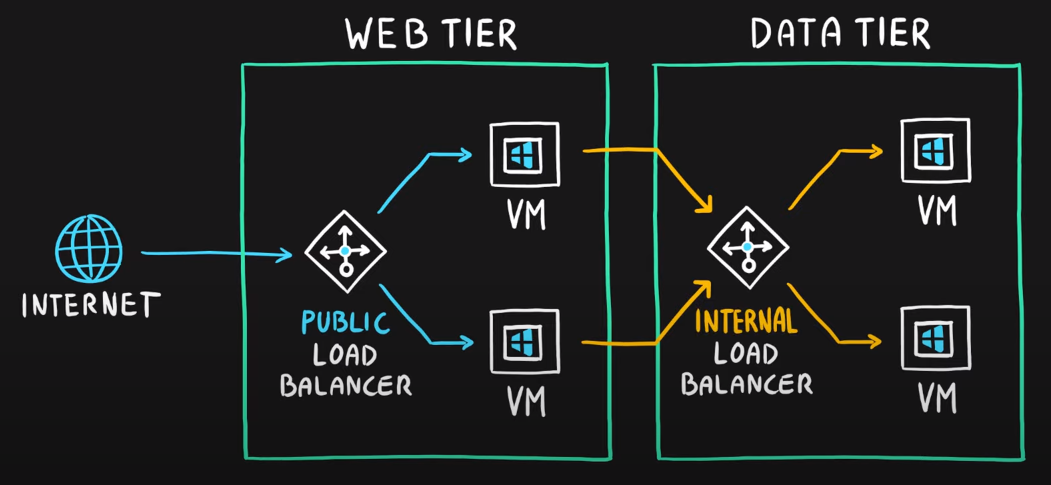 WEB TIER
DATA TIER
VM
VM
INTERNET
PUBLIC
LOAD
BALANCER
INTERNAL
LOAD
BALANCER
VM
VM